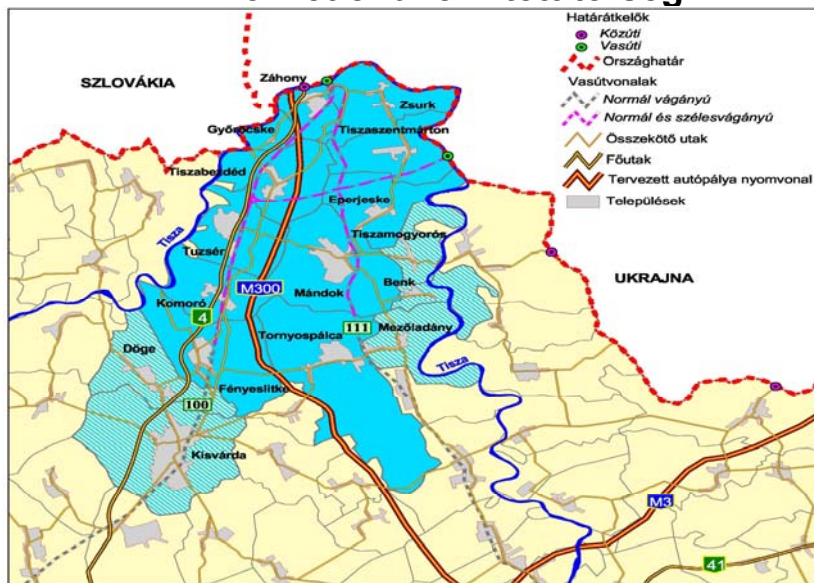 Határátkelők
Közúti
Vasúti
Országhatár
Vasútvonalak
Normál vágányú
Normál és szélesvágányú
Összekötő utak
Főutak
Tervezett autópálya nyomvonal
Települések
SZLOVÁKIA
Záhony
Zsurk
Győröcske
Tiszaszentmárton
Tiszabezdéd
Eperjeske
Tisza
Tiszamogyorós
Tuzsér
UKRAJNA
M300
Mándok
Benk
Komoró
4
111
Mezőladány
Tornyospálca
Döge
Tisza
Fényeslitke
100
Kisvárda
M3
41